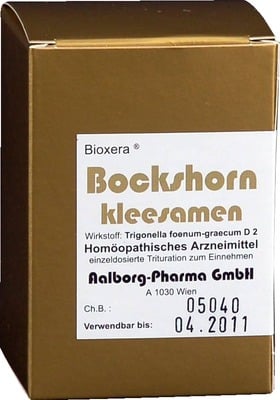 Bioxera ®
Bockshorn
kleesamen
Wirkstoff: Trigonella foenum-graecum D 2
Homöopathisches Arzneimittel
einzeldosierte Trituration zum Einnehmen
Aalborg-Pharma GmbH
A 1030 Wien
Ch.B. : 05040
Verwendbar bis: 04.2011